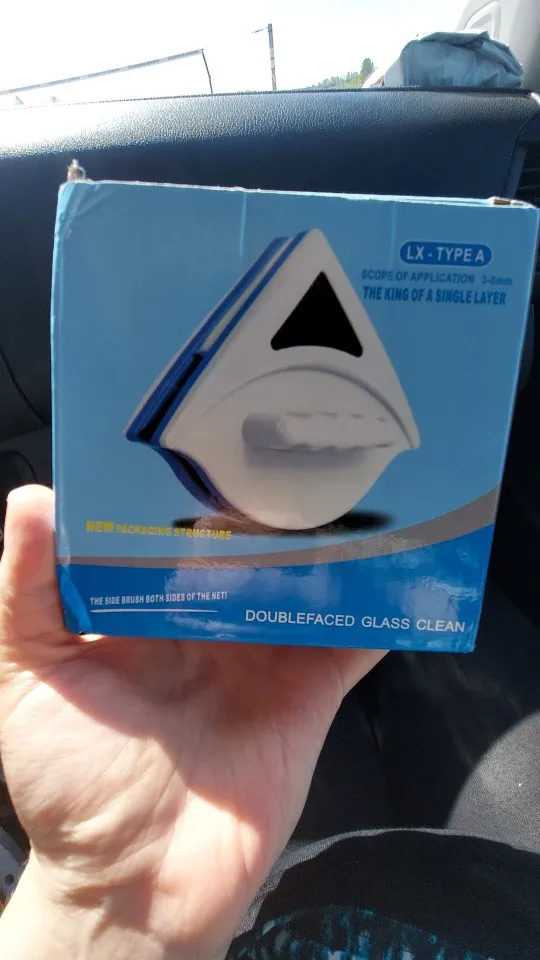 LX - TYPE A
SCOPE OF APPLICATION 3-8mm
THE KING OF A SINGLE LAYER
NEW PACKAGING STRUCTURE
THE SIDE BRUSH BOTH SIDES OF THE NET!
DOUBLEFACED GLASS CLEAN